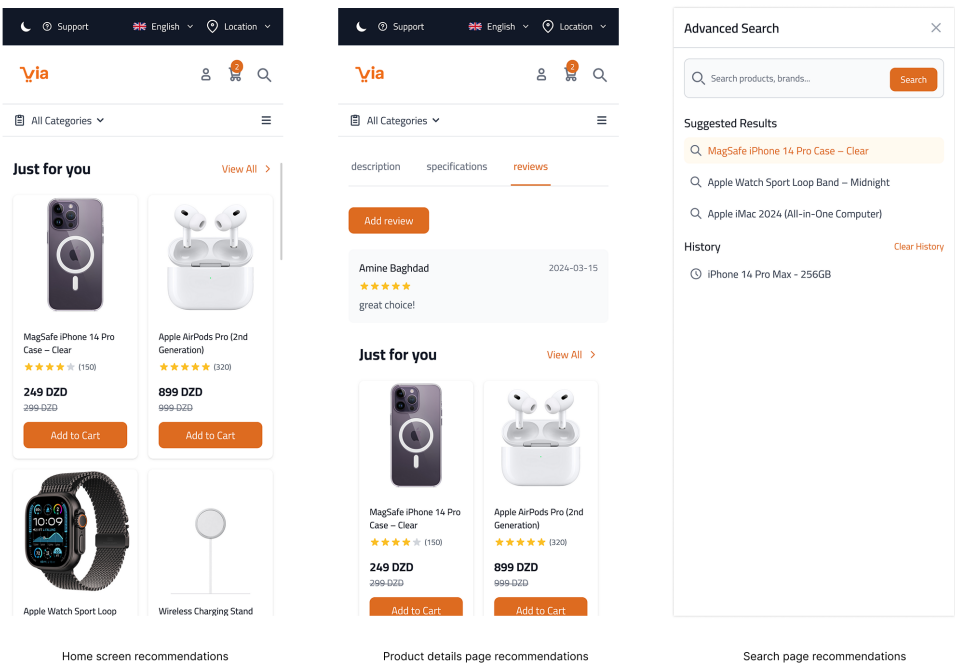 Support
English
Location
Via
2
All Categories
Just for you
View All
MagSafe iPhone 14 Pro
Case – Clear
(150)
249 DZD
299 DZD
Add to Cart
Apple AirPods Pro (2nd
Generation)
(320)
899 DZD
999 DZD
Add to Cart
10:09
Apple Watch Sport Loop
Wireless Charging Stand
Home screen recommendations
Support
English
Location
Via
2
All Categories
description
specifications
reviews
Add review
Amine Baghdad
2024-03-15
great choice!
Just for you
View All
MagSafe iPhone 14 Pro
Case – Clear
(150)
249 DZD
299 DZD
Add to Cart
Apple AirPods Pro (2nd
Generation)
(320)
899 DZD
999 DZD
Add to Cart
Product details page recommendations
Advanced Search
Search products, brands...
Search
Suggested Results
MagSafe iPhone 14 Pro Case – Clear
Apple Watch Sport Loop Band – Midnight
Apple iMac 2024 (All-in-One Computer)
History
Clear History
iPhone 14 Pro Max - 256GB
Search page recommendations